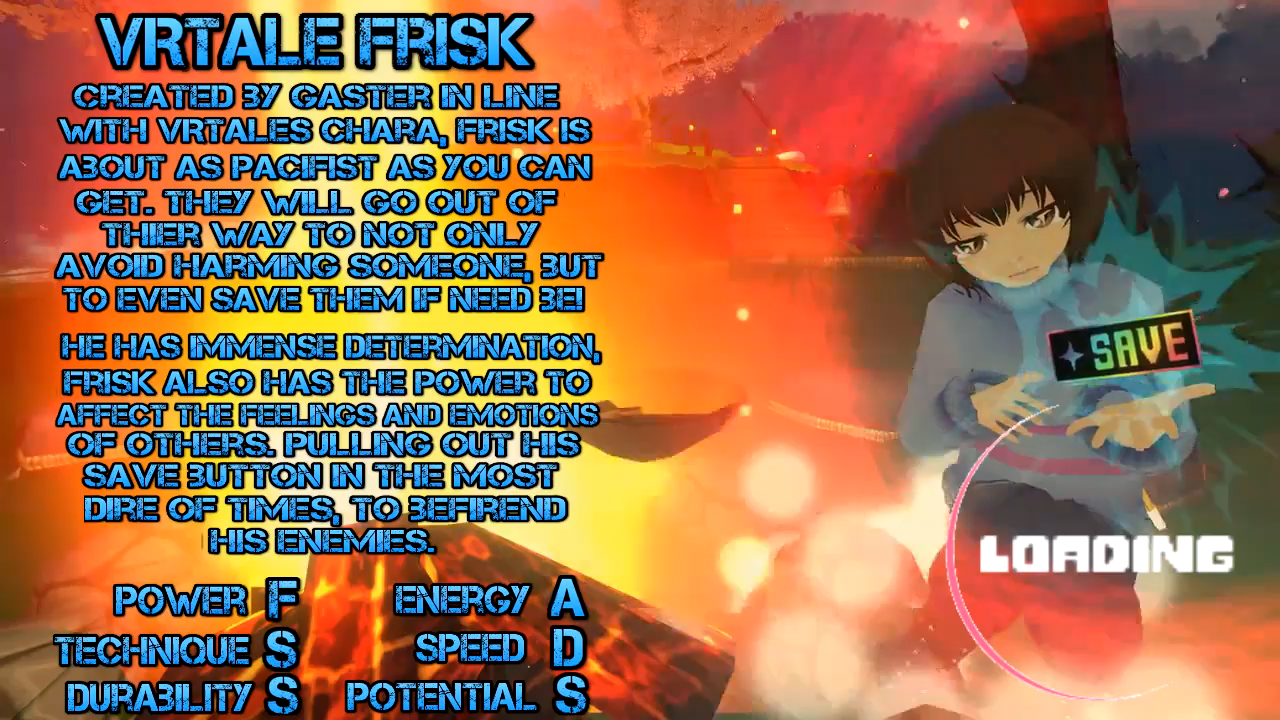 VRTALE FRISK
CREATED BY GASTER IN LINE
WITH VRTALES CHARA, FRISK IS
ABOUT AS PACIFIST AS YOU CAN
GET. THEY WILL GO OUT OF
THIER WAY TO NOT ONLY
AVOID HARMING SOMEONE, BUT
TO EVEN SAVE THEM IF NEED BE!
HE HAS IMMENSE DETERMINATION,
FRISK ALSO HAS THE POWER TO
AFFECT THE FEELINGS AND EMOTIONS
OF OTHERS. PULLING OUT HIS
SAVE BUTTON IN THE MOST
DIRE OF TIMES, TO BEFIREND
HIS ENEMIES.
POWER F ENERGY A
TECHNIQUE S SPEED D
DURABILITY S POTENTIAL S
SAVE
LOADING